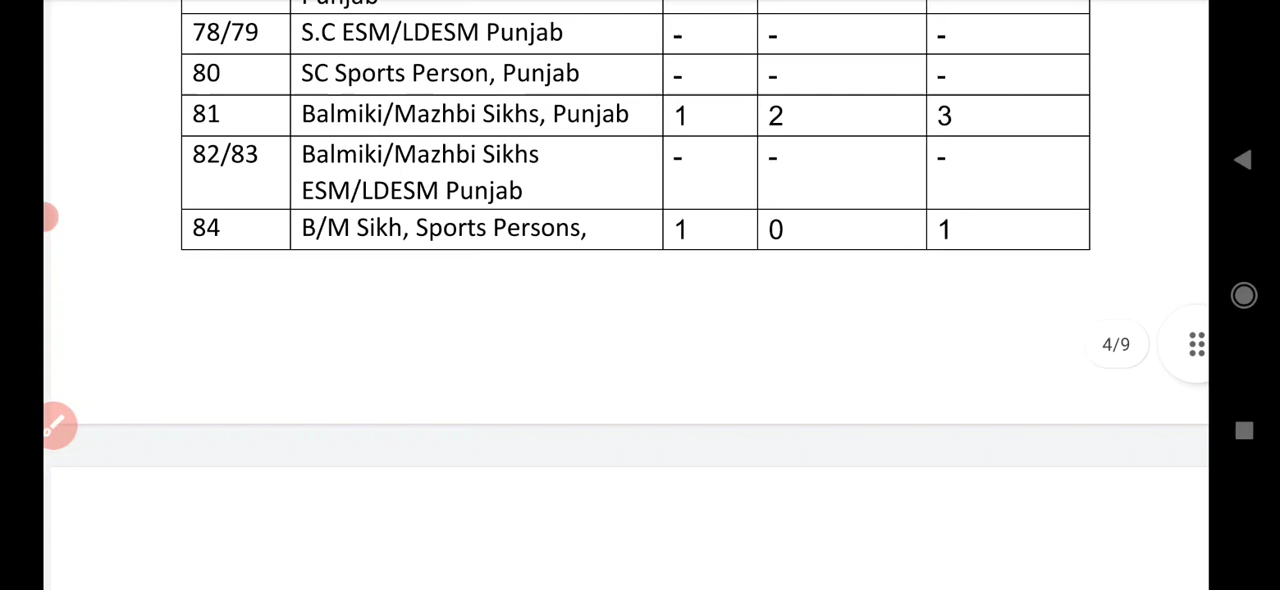 Punjab
78/79 S.C ESM/LDESM Punjab - - -
80 SC Sports Person, Punjab - - -
81 Balmiki/Mazhbi Sikhs, Punjab 1 2 3
82/83 Balmiki/Mazhbi Sikhs - - -
ESM/LDESM Punjab
84 B/M Sikh, Sports Persons, 1 0 1
4/9